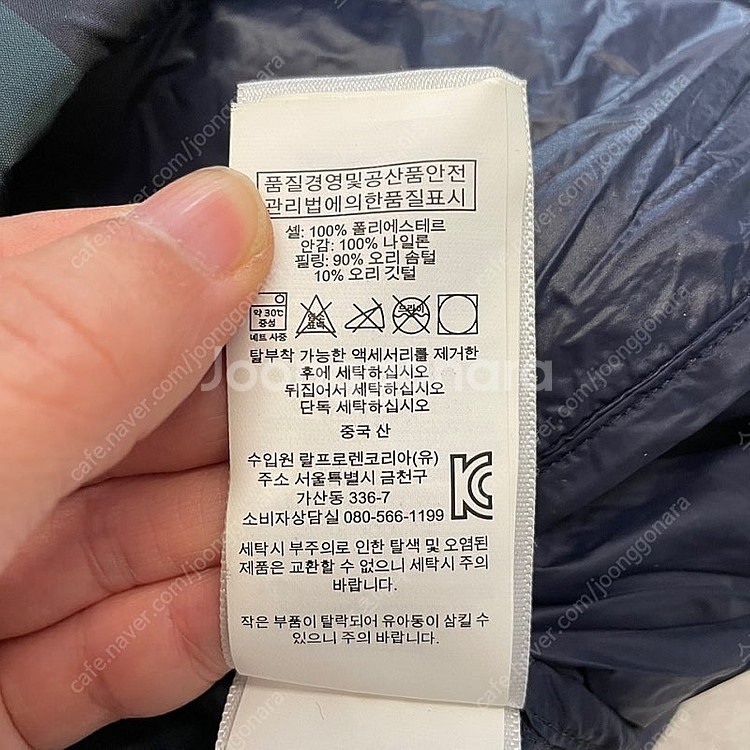 품질경영및공산품안전
관리법에의한품질표시
셸: 100% 폴리에스테르
안감: 100% 나일론
필링: 90% 오리 솜털
10% 오리 깃털
약 30℃
중성
네트 사용
염소
표백
드라이
탈부착 가능한 액세서리를 제거한
후에 세탁하십시오
뒤집어서 세탁하십시오
단독 세탁하십시오
중국 산
수입원 랄프로렌코리아(유)
주소 서울특별시 금천구
가산동 336-7
소비자상담실 080-566-1199
세탁시 부주의로 인한 탈색 및 오염된
제품은 교환할 수 없으니 세탁시 주의
바랍니다.
작은 부품이 탈락되어 유아동이 삼킬 수
있으니 주의 바랍니다.
Joonggonara
cafe.naver.com/joonggonara